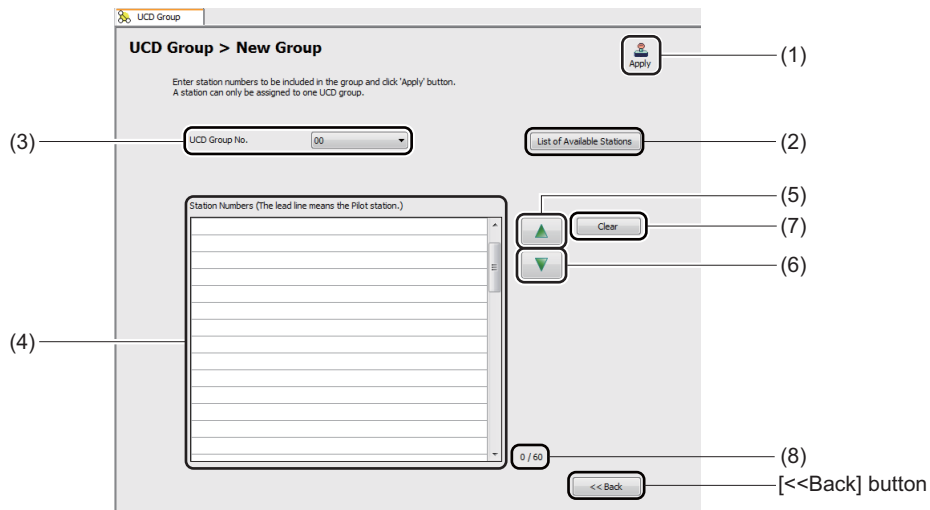 UCD Group
UCD Group > New Group
Apply
(1)
Enter station numbers to be included in the group and click 'Apply' button.
A station can only be assigned to one UCD group.
(3)
UCD Group No.
00
List of Available Stations
(2)
(5)
Station Numbers (The lead line means the Pilot station.)
Clear
(7)
(6)
(4)
0 / 60
(8)
<< Back
[<<Back] button